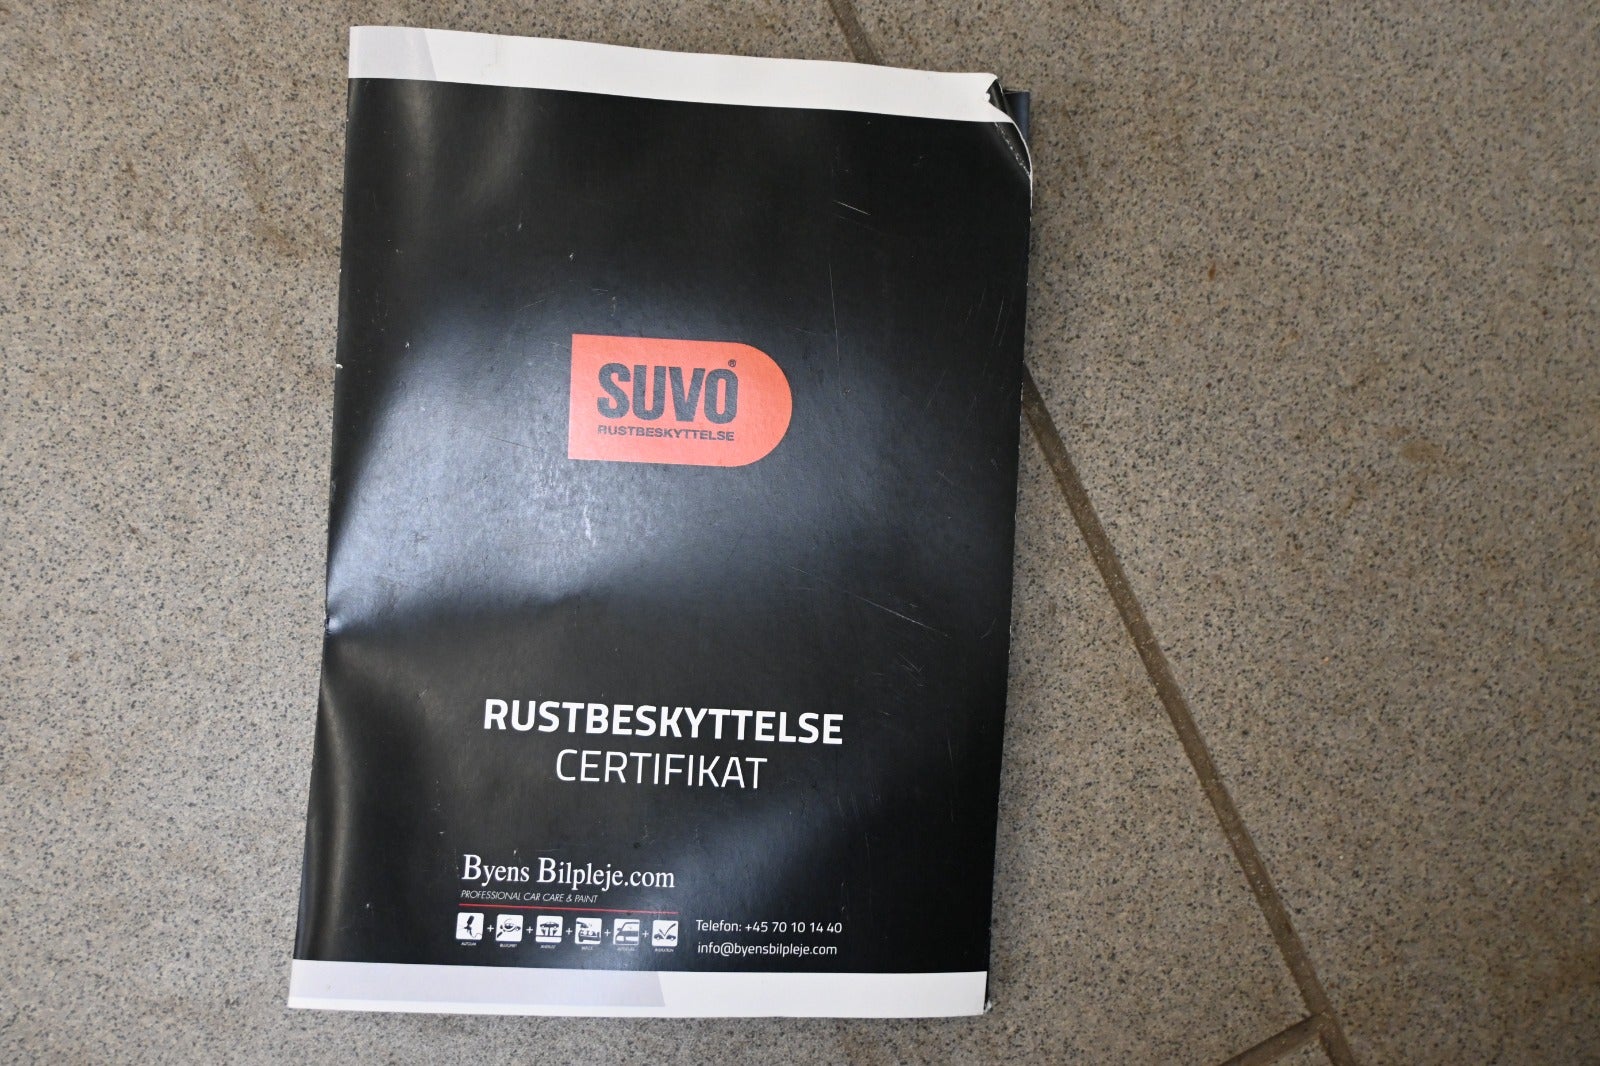 SUVO®
RUSTBESKYTTELSE
RUSTBESKYTTELSE
CERTIFIKAT
Byens Bilpleje.com
PROFESSIONAL CAR CARE & PAINT
+ + + + +
Telefon: +45 70 10 14 40
info@byensbilpleje.com